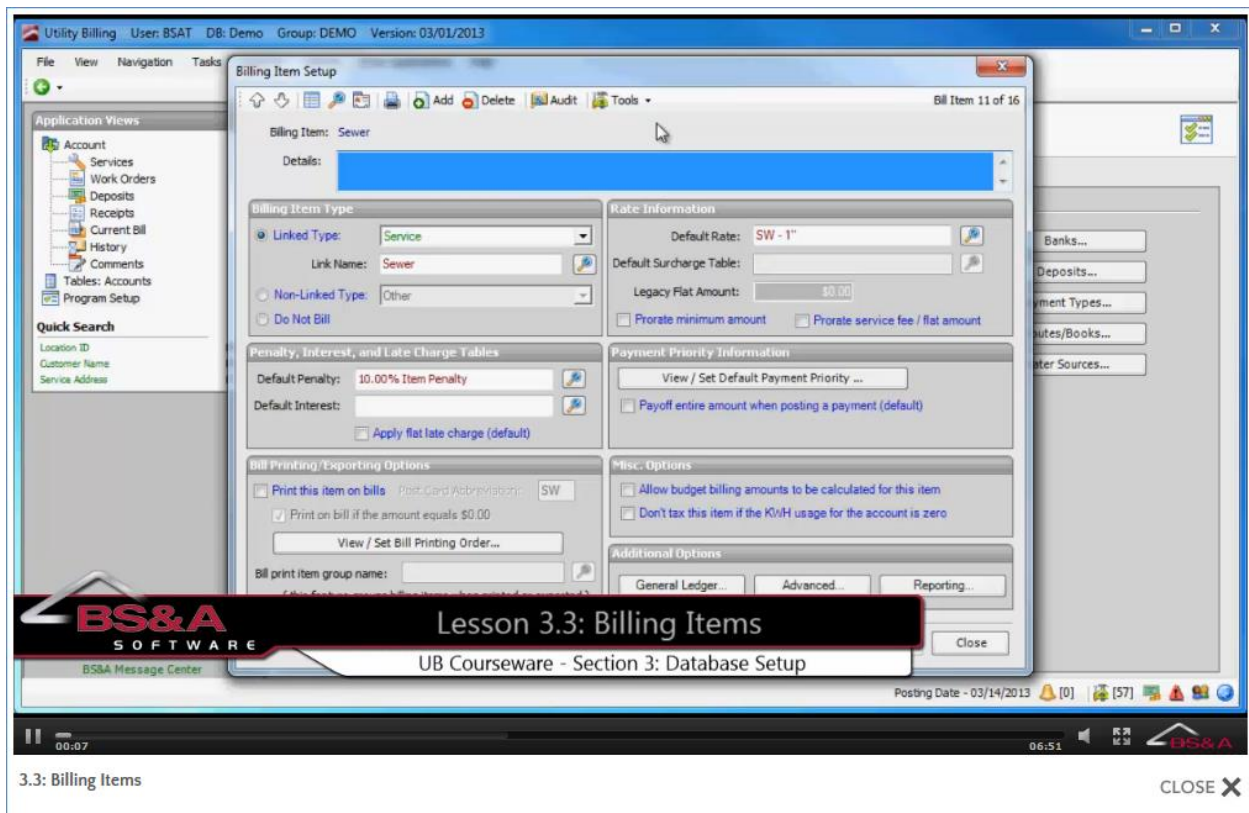 Utility Billing User: BSAT DB: Demo Group: DEMO Version: 03/01/2013
File View Navigation Tasks
Application Views
Account
Services
Work Orders
Deposits
Receipts
Current Bill
History
Comments
Tables: Accounts
Program Setup
Quick Search
Location ID
Customer Name
Service Address
Billing Item Setup
Add Delete Audit Tools
Bill Item 11 of 16
Billing Item: Sewer
Details:
Billing Item Type
Linked Type: Service
Link Name: Sewer
Non-Linked Type: Other
Do Not Bill
Rate Information
Default Rate: SW - 1"
Default Surcharge Table:
Legacy Flat Amount: $0.00
Prorate minimum amount Prorate service fee / flat amount
Penalty, Interest, and Late Charge Tables
Default Penalty: 10.00% Item Penalty
Default Interest:
Apply flat late charge (default)
Payment Priority Information
View / Set Default Payment Priority ...
Payoff entire amount when posting a payment (default)
Bill Printing/Exporting Options
Print this item on bills Post Card Abbreviation: SW
Print on bill if the amount equals $0.00
View / Set Bill Printing Order...
Bill print item group name:
Misc. Options
Allow budget billing amounts to be calculated for this item
Don't tax this item if the KWH usage for the account is zero
Additional Options
General Ledger... Advanced... Reporting...
Close
Banks...
Deposits...
yment Types...
utes/Books...
ater Sources...
BS&A
SOFTWARE
Lesson 3.3: Billing Items
UB Courseware - Section 3: Database Setup
BS&A Message Center
Posting Date - 03/14/2013 [0] [57]
00:07
06:51
BS&A
3.3: Billing Items
CLOSE X